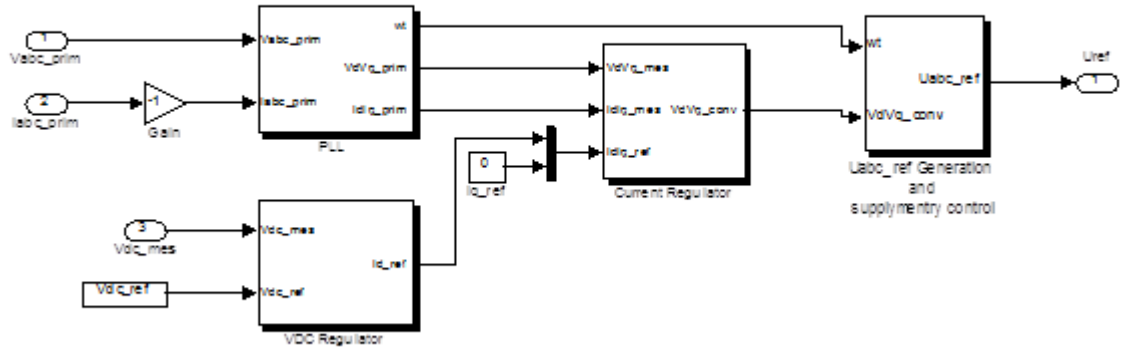 1
Vabc_prim
2
Iabc_prim
-1
Gain
Vabc_prim
Iabc_prim
wt
VdVq_prim
IdIq_prim
PLL
0
Iq_ref
VdVq_mes
IdIq_mes
IdIq_ref
VdVq_conv
Current Regulator
wt
VdVq_conv
Uabc_ref
Uabc_ref Generation
and
supplymentry control
Uref
1
3
Vdc_mes
Vdc_ref
Vdc_mes
Vdc_ref
Id_ref
VDC Regulator